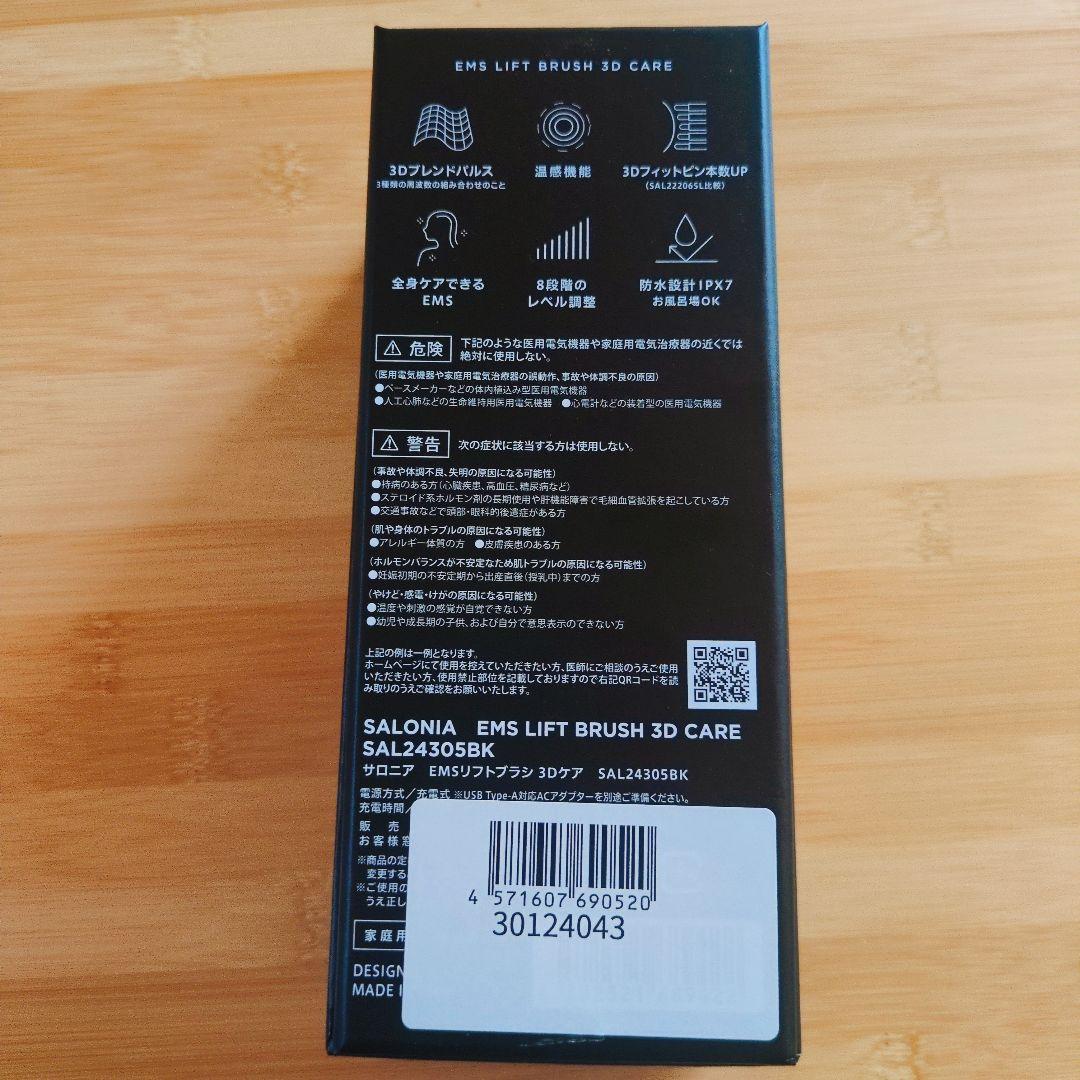 EMS LIFT BRUSH 3D CARE
3Dブレンドパルス
3種類の周波数の組み合わせのこと
温感機能
3Dフィットピン本数UP
(SAL22206SL比較)
全身ケアできる
EMS
8段階の
レベル調整
防水設計IPX7
お風呂場OK
⚠ 危険 下記のような医用電気機器や家庭用電気治療器の近くでは
絶対に使用しない。
(医用電気機器や家庭用電気治療器の誤動作、事故や体調不良の原因)
●ペースメーカーなどの体内植込み型医用電気機器
●人工心肺などの生命維持用医用電気機器 ●心電計などの装着型の医用電気機器
⚠ 警告 次の症状に該当する方は使用しない。
(事故や体調不良、失明の原因になる可能性)
●持病のある方(心臓疾患、高血圧、糖尿病など)
●ステロイド系ホルモン剤の長期使用や肝機能障害で毛細血管拡張を起こしている方
●交通事故などで頭部・眼科的後遺症がある方
(肌や身体のトラブルの原因になる可能性)
●アレルギー体質の方 ●皮膚疾患のある方
(ホルモンバランスが不安定なため肌トラブルの原因になる可能性)
●妊娠初期の不安定期から出産直後(授乳中)までの方
(やけど・感電・けがの原因になる可能性)
●温度や刺激の感覚が自覚できない方
●幼児や成長期の子供、および自分で意思表示のできない方
上記の例は一例となります。
ホームページにて使用を控えていただきたい方、医師にご相談のうえご使用
いただきたい方、使用禁止部位を記載しておりますので右記QRコードを読
み取りのうえご確認をお願いいたします。
SALONIA EMS LIFT BRUSH 3D CARE
SAL24305BK
サロニア EMSリフトブラシ 3Dケア SAL24305BK
電源方式/充電式 ※USB Type-A対応ACアダプターを別途ご準備ください。
充電時間/
販 売
お客様窓
※商品の定
変更する
※ご使用の
うえ正し
家庭用
DESIGN
MADE I
4 571607 690520
30124043